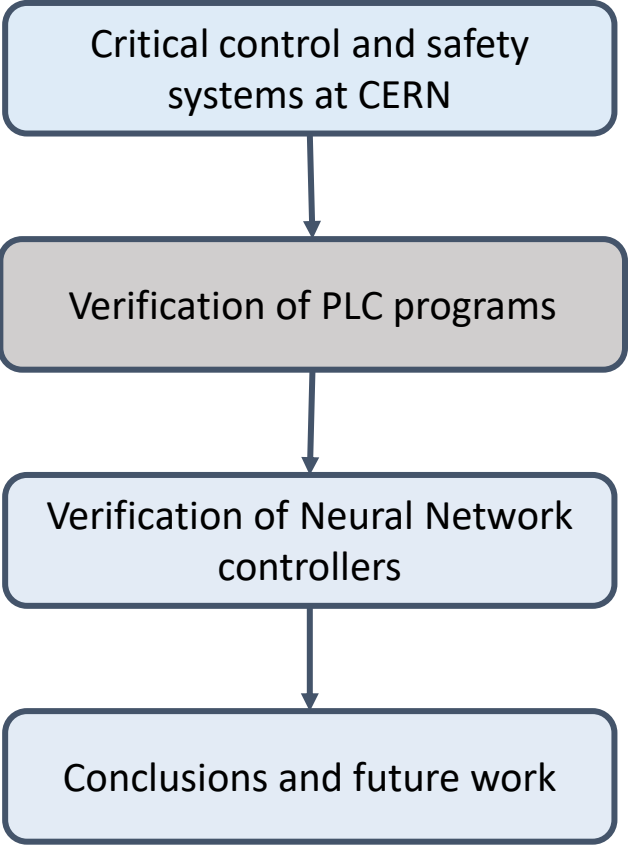 Critical control and safety
systems at CERN
Verification of PLC programs
Verification of Neural Network
controllers
Conclusions and future work